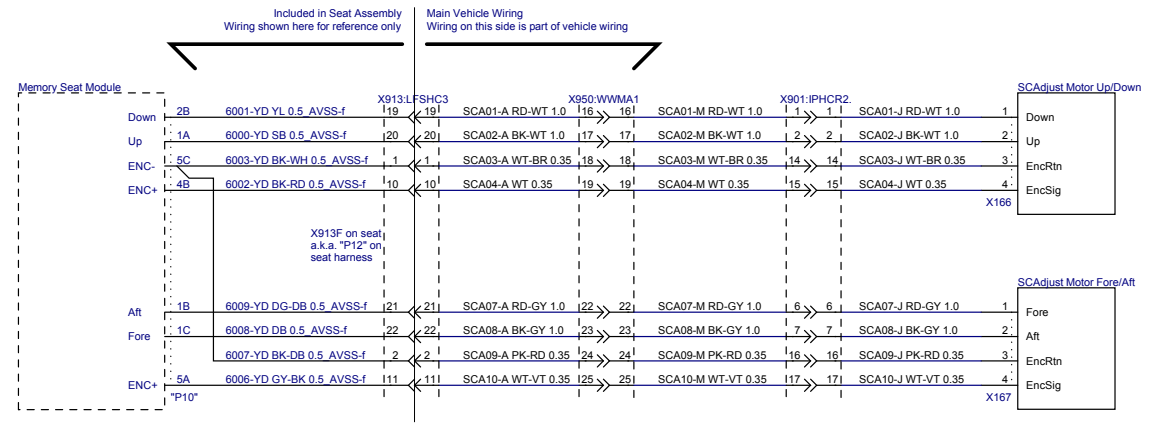 Included in Seat Assembly
Wiring shown here for reference only
Main Vehicle Wiring
Wiring on this side is part of vehicle wiring
Memory Seat Module
X913:LFSHC3
X950:WWMA1
X901:IPHCR2.
SCAdjust Motor Up/Down
Down 2B 6001-YD YL 0.5_AVSS-f 19 19 SCA01-A RD-WT 1.0 16 16 SCA01-M RD-WT 1.0 1 1 SCA01-J RD-WT 1.0 1 Down
Up 1A 6000-YD SB 0.5_AVSS-f 20 20 SCA02-A BK-WT 1.0 17 17 SCA02-M BK-WT 1.0 2 2 SCA02-J BK-WT 1.0 2 Up
ENC- 5C 6003-YD BK-WH 0.5_AVSS-f 1 1 SCA03-A WT-BR 0.35 18 18 SCA03-M WT-BR 0.35 14 14 SCA03-J WT-BR 0.35 3 EncRtn
ENC+ 4B 6002-YD BK-RD 0.5_AVSS-f 10 10 SCA04-A WT 0.35 19 19 SCA04-M WT 0.35 15 15 SCA-J WT 0.35 4 EncSig
X166
X913F on seat
a.k.a. "P12" on
seat harness
SCAdjust Motor Fore/Aft
Aft 1B 6009-YD DG-DB 0.5_AVSS-f 21 21 SCA07-A RD-GY 1.0 22 22 SCA07-M RD-GY 1.0 6 6 SCA07-J RD-GY 1.0 1 Fore
Fore 1C 6008-YD DB 0.5_AVSS-f 22 22 SCA08-A BK-GY 1.0 23 23 SCA08-M BK-GY 1.0 7 7 SCA08-J BK-GY 1.0 2 Aft
6007-YD BK-DB 0.5_AVSS-f 2 2 SCA09-A PK-RD 0.35 24 24 SCA09-M PK-RD 0.35 16 16 SCA09-J PK-RD 0.35 3 EncRtn
ENC+ 5A 6006-YD GY-BK 0.5_AVSS-f 11 11 SCA10-A WT-VT 0.35 25 25 SCA10-M WT-VT 0.35 17 17 SCA10-J WT-VT 0.35 4 EncSig
"P10"
X167